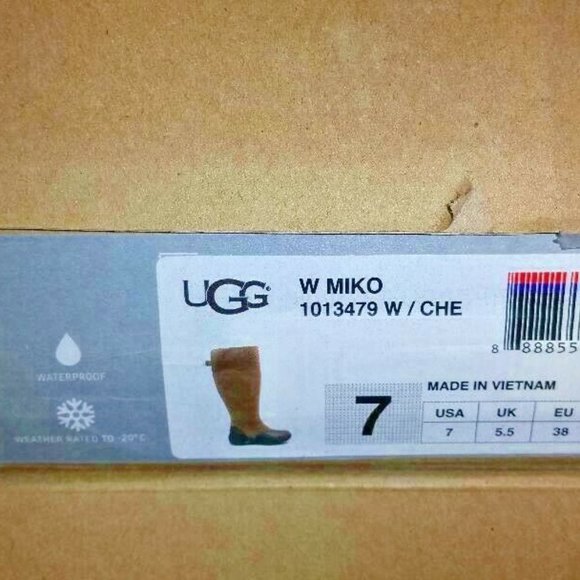 UGG®
W MIKO
1013479 W / CHE
8 88855
WATERPROOF
WEATHER RATED TO -20°C
7
MADE IN VIETNAM
USA UK EU
7 5.5 38